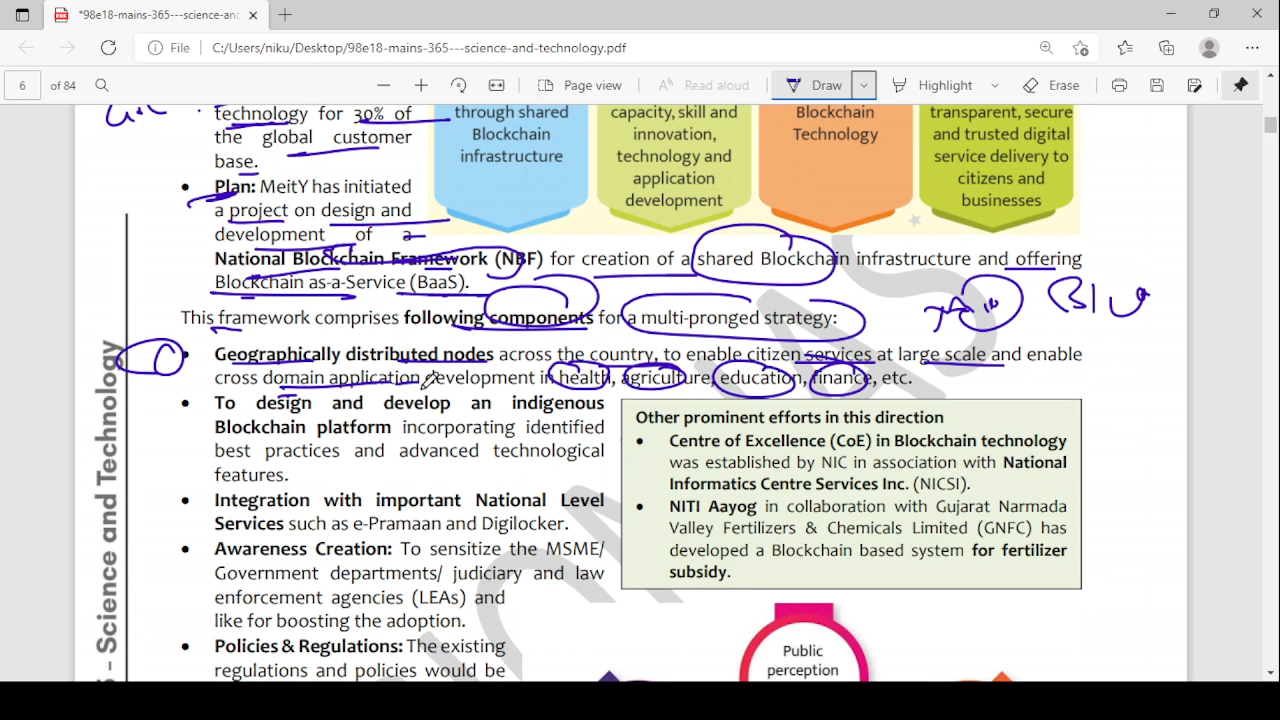 *98e18-mains-365---science-and
File
C:/Users/niku/Desktop/98e18-mains-365---science-and-technology.pdf
6 of 84
Page view
Read aloud
Draw
Highlight
Erase
technology for 30% of
the global customer
base.
• Plan: MeitY has initiated
a project on design and
development of a
National Blockchain Framework (NBF) for creation of a shared Blockchain infrastructure and offering
Blockchain as-a-Service (BaaS).
through shared
Blockchain
infrastructure
capacity, skill and
innovation,
technology and
application
development
Blockchain
Technology
transparent, secure
and trusted digital
service delivery to
citizens and
businesses
This framework comprises following components for a multi-pronged strategy:
• Geographically distributed nodes across the country, to enable citizen services at large scale and enable
cross domain application development in health, agriculture, education, finance, etc.
• To design and develop an indigenous
Blockchain platform incorporating identified
best practices and advanced technological
features.
• Integration with important National Level
Services such as e-Pramaan and Digilocker.
• Awareness Creation: To sensitize the MSME/
Government departments/ judiciary and law
enforcement agencies (LEAs) and
like for boosting the adoption.
• Policies & Regulations: The existing
regulations and policies would be
Other prominent efforts in this direction
• Centre of Excellence (CoE) in Blockchain technology
was established by NIC in association with National
Informatics Centre Services Inc. (NICSI).
• NITI Aayog in collaboration with Gujarat Narmada
Valley Fertilizers & Chemicals Limited (GNFC) has
developed a Blockchain based system for fertilizer
subsidy.
Public
perception
- Science and Technology